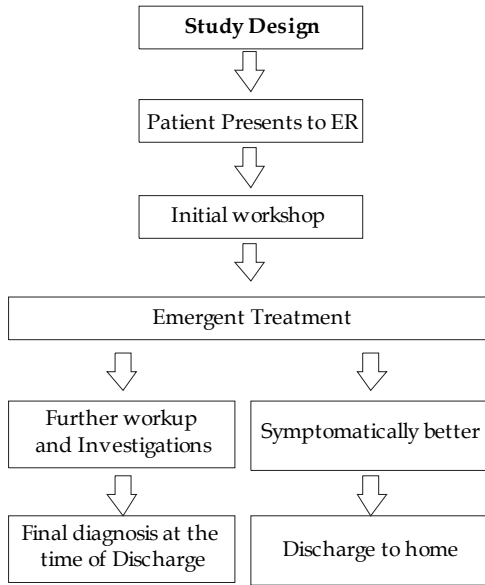 Study Design
Patient Presents to ER
Initial workshop
Emergent Treatment
Further workup
and Investigations
Symptomatically better
Final diagnosis at the
time of Discharge
Discharge to home